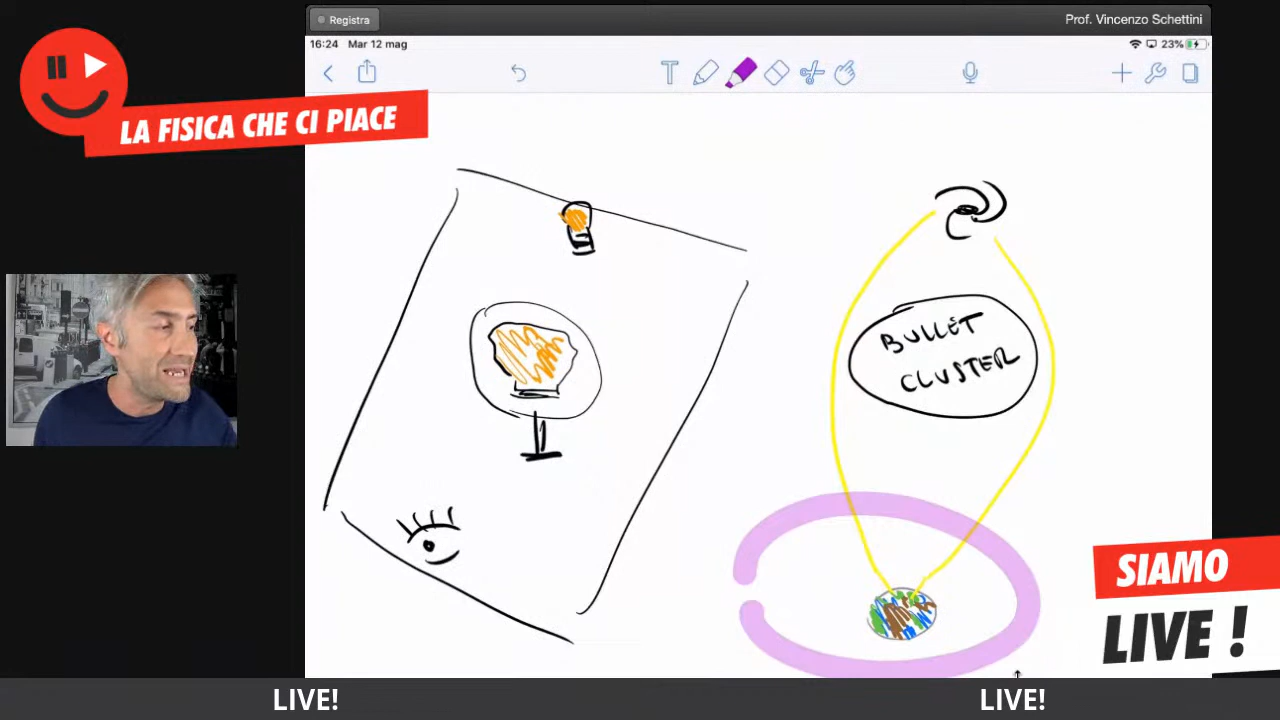 Registra
Prof. Vincenzo Schettini
16:24 Mar 12 mag
23%
LA FISICA CHE CI PIACE
T
BULLET
CLUSTER
SIAMO
LIVE !
LIVE!
LIVE!